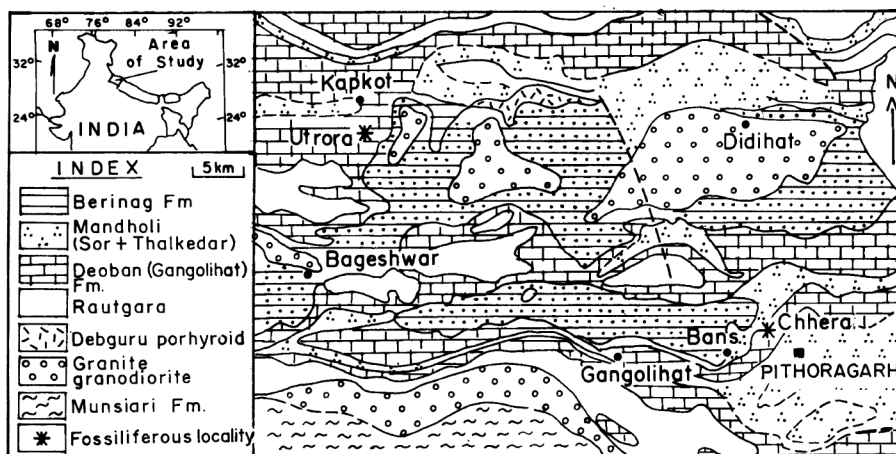 68° 76° 84° 92°
N
Area
of Study
32°
24°
INDIA
32°
24°
INDEX
5km
Berinag Fm
Mandholi
(Sor + Thalkedar)
Deoban (Gangolihat)
Fm.
Rautgara
Debguru porhyroid
Granite
granodiorite
Munsiari Fm.
Fossiliferous locality
Kapkot
Utrora
Didihat
N
Bageshwar
Chhera
Bans
Gangolihat
PITHORAGARH